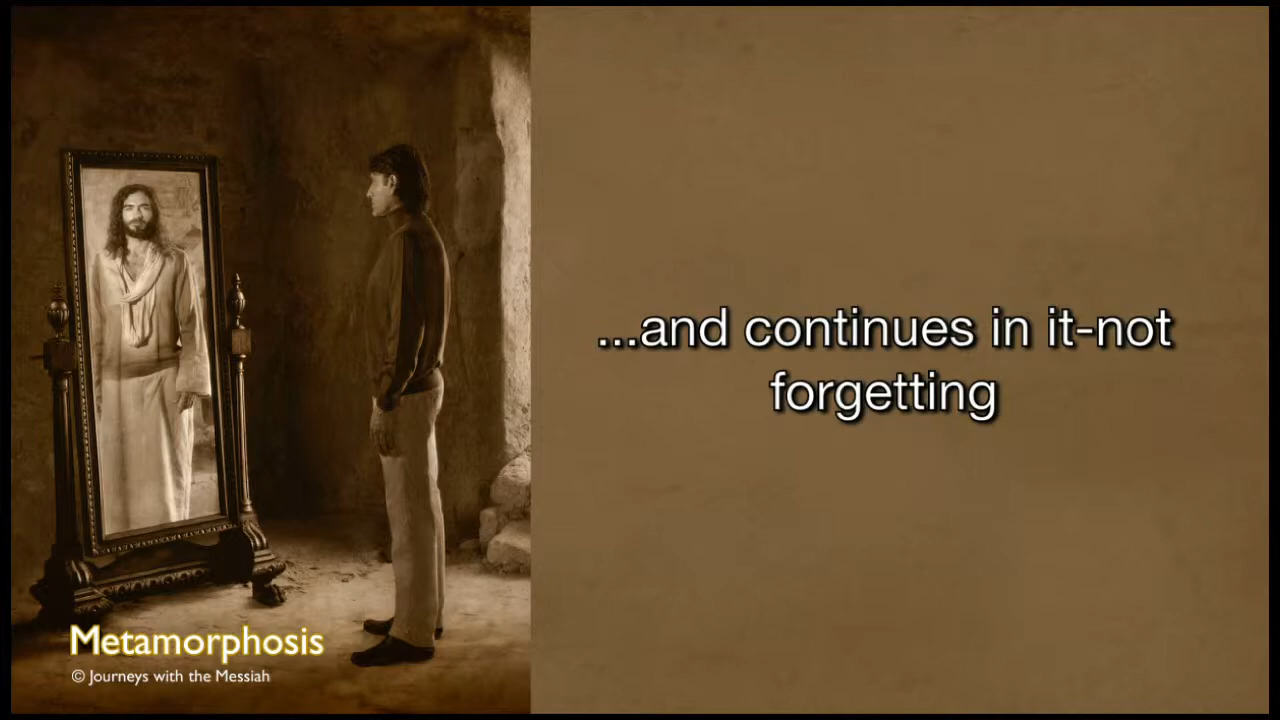 ...and continues in it-not
forgetting
Metamorphosis
© Journeys with the Messiah